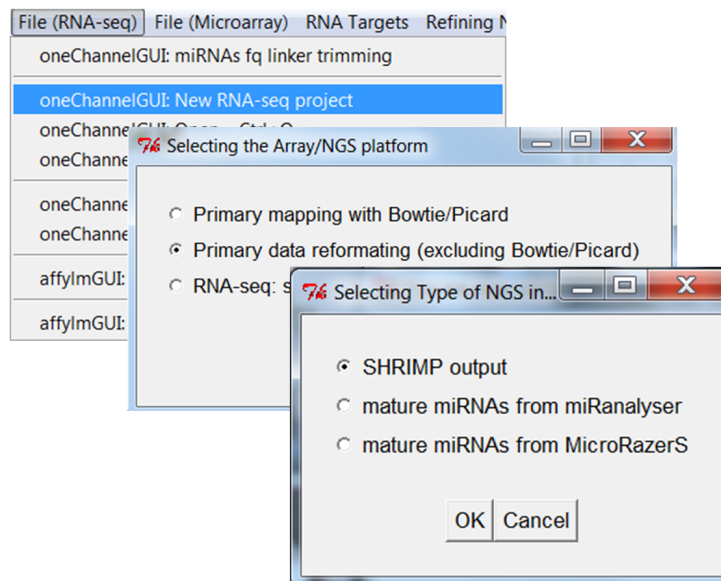 File (RNA-seq) File (Microarray) RNA Targets Refining
oneChannelGUI: miRNAs fq linker trimming
oneChannelGUI: New RNA-seq project
oneChannelGUI: Open
oneChanne
oneChanne
oneChanne
affylmGUI:
affylmGUI:
Selecting the Array/NGS platform
Primary mapping with Bowtie/Picard
Primary data reformating (excluding Bowtie/Picard)
RNA-seq: s
Selecting Type of NGS in...
SHRIMP output
mature miRNAs from miRanalyser
mature miRNAs from MicroRazerS
OK Cancel